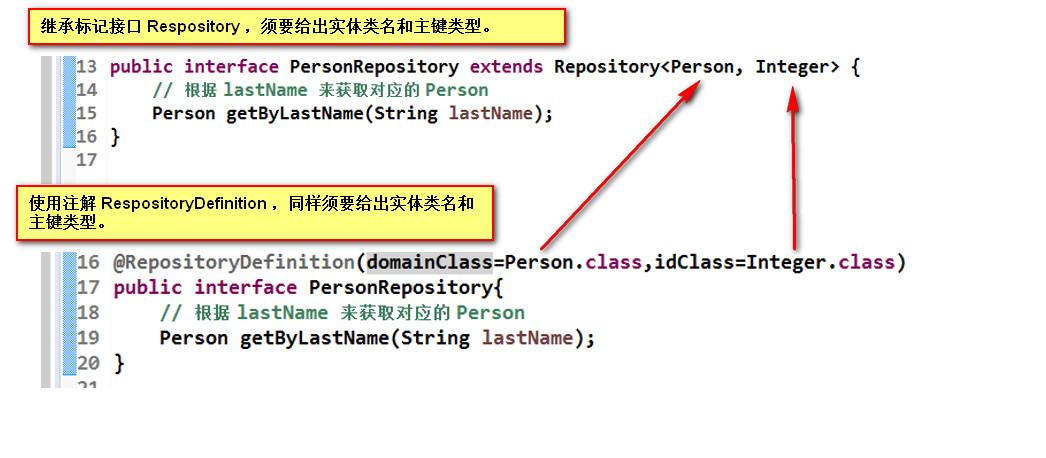 继承标记接口 Respository ，须要给出实体类名和主键类型。
13 public interface PersonRepository extends Repository<Person, Integer> {
14 // 根据 lastName 来获取对应的 Person
15 Person getByLastName(String lastName);
16 }
17
使用注解 RespositoryDefinition ，同样须要给出实体类名和
主键类型。
16 @RepositoryDefinition(domainClass=Person.class,idClass=Integer.class)
17 public interface PersonRepository{
18 // 根据 lastName 来获取对应的 Person
19 Person getByLastName(String lastName);
20 }
21